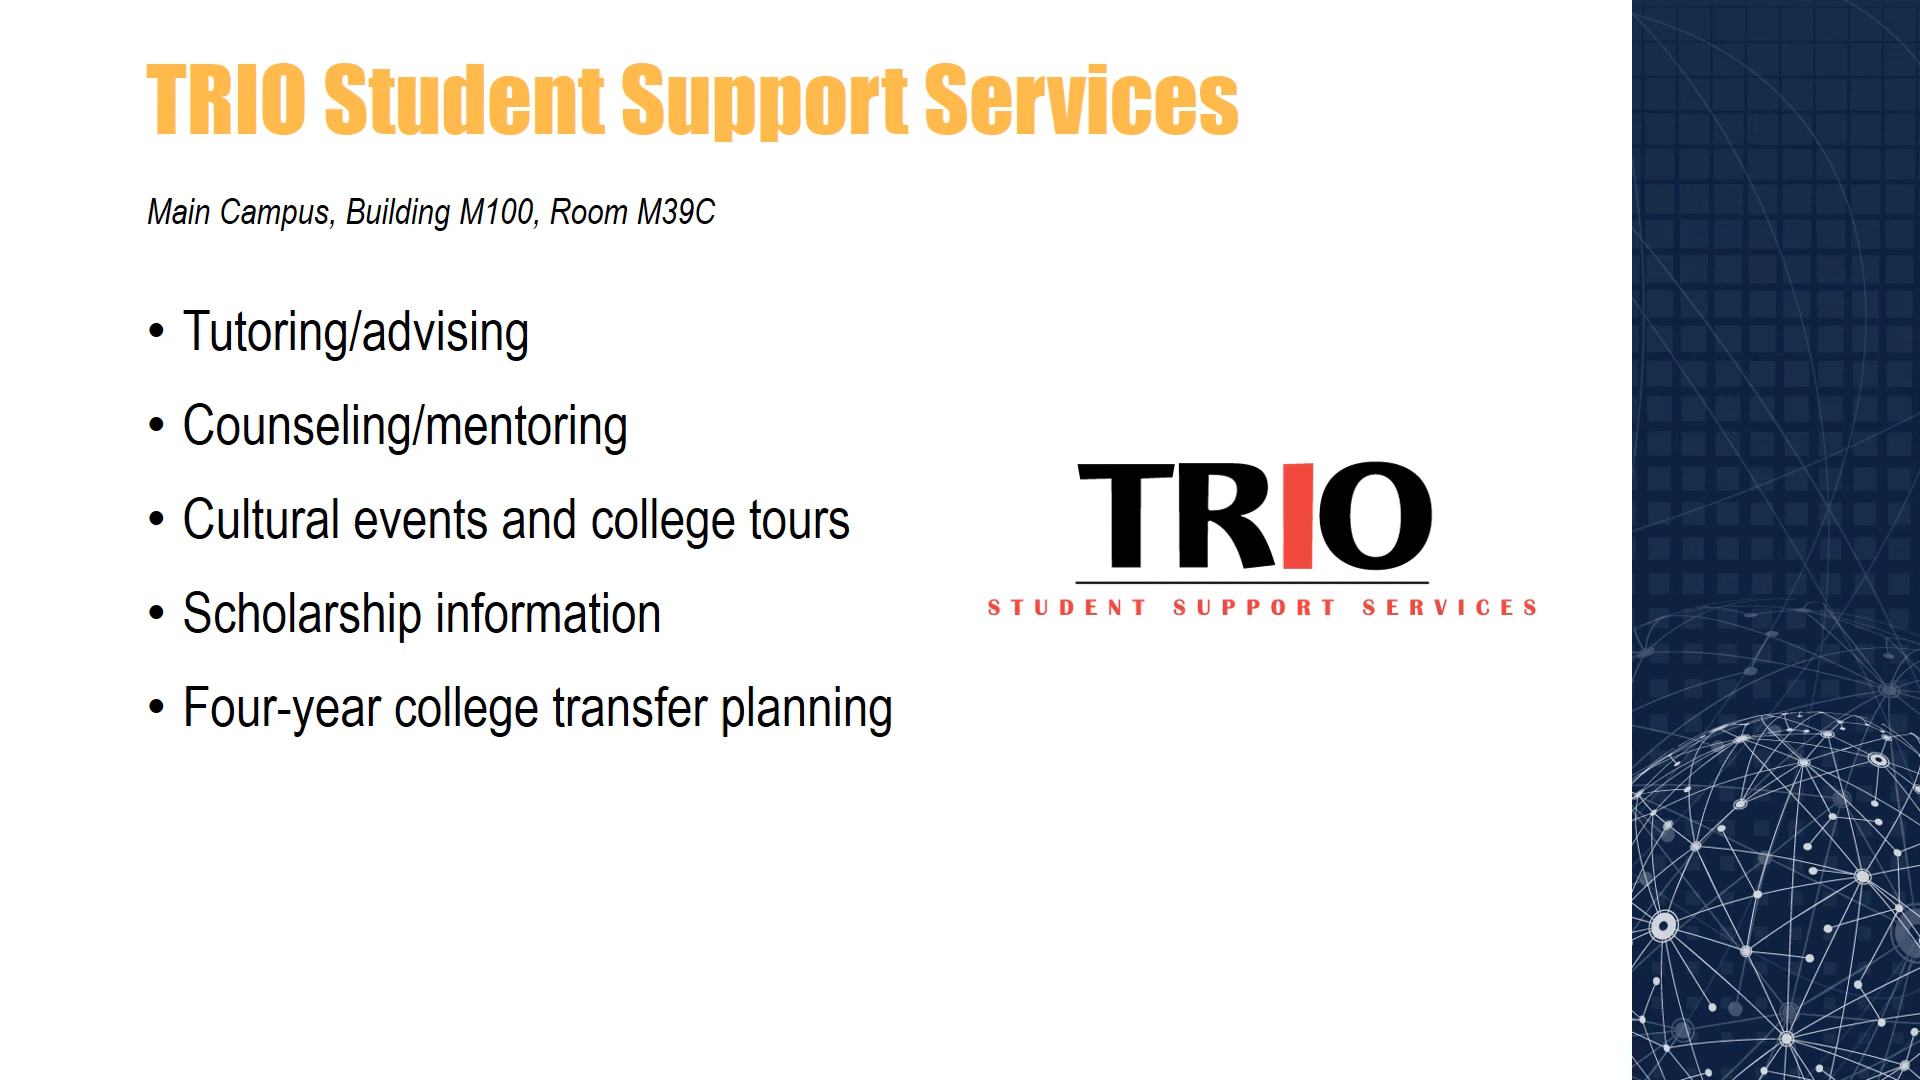 TRIO Student Support Services
Main Campus, Building M100, Room M39C
• Tutoring/advising
• Counseling/mentoring
• Cultural events and college tours
• Scholarship information
• Four-year college transfer planning
TRIO
STUDENT SUPPORT SERVICES